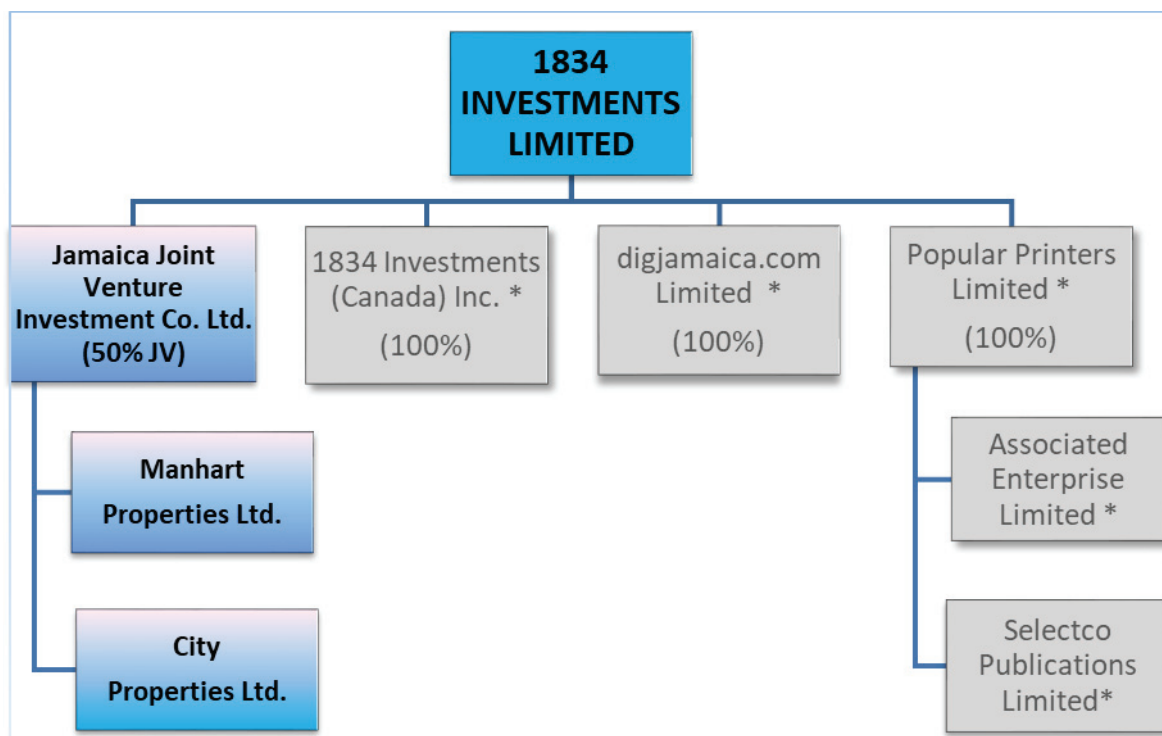 1834
INVESTMENTS
LIMITED
Jamaica Joint
Venture
Investment Co. Ltd.
(50% JV)
1834 Investments
(Canada) Inc. *
(100%)
digjamaica.com
Limited *
(100%)
Popular Printers
Limited *
(100%)
Manhart
Properties Ltd.
City
Properties Ltd.
Associated
Enterprise
Limited *
Selectco
Publications
Limited*